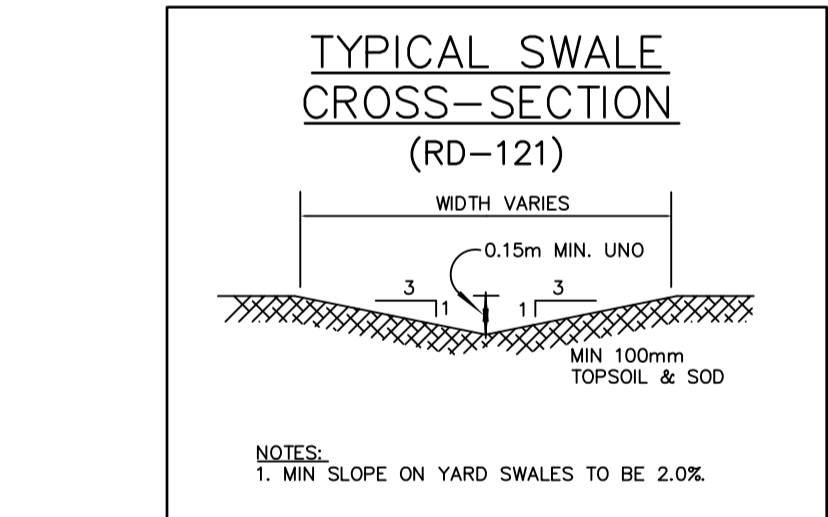 TYPICAL SWALE
CROSS-SECTION
(RD-121)
WIDTH VARIES
0.15m MIN. UNO
3
3
1
1
MIN 100mm
TOPSOIL & SOD
NOTES:
1. MIN SLOPE ON YARD SWALES TO BE 2.0%.